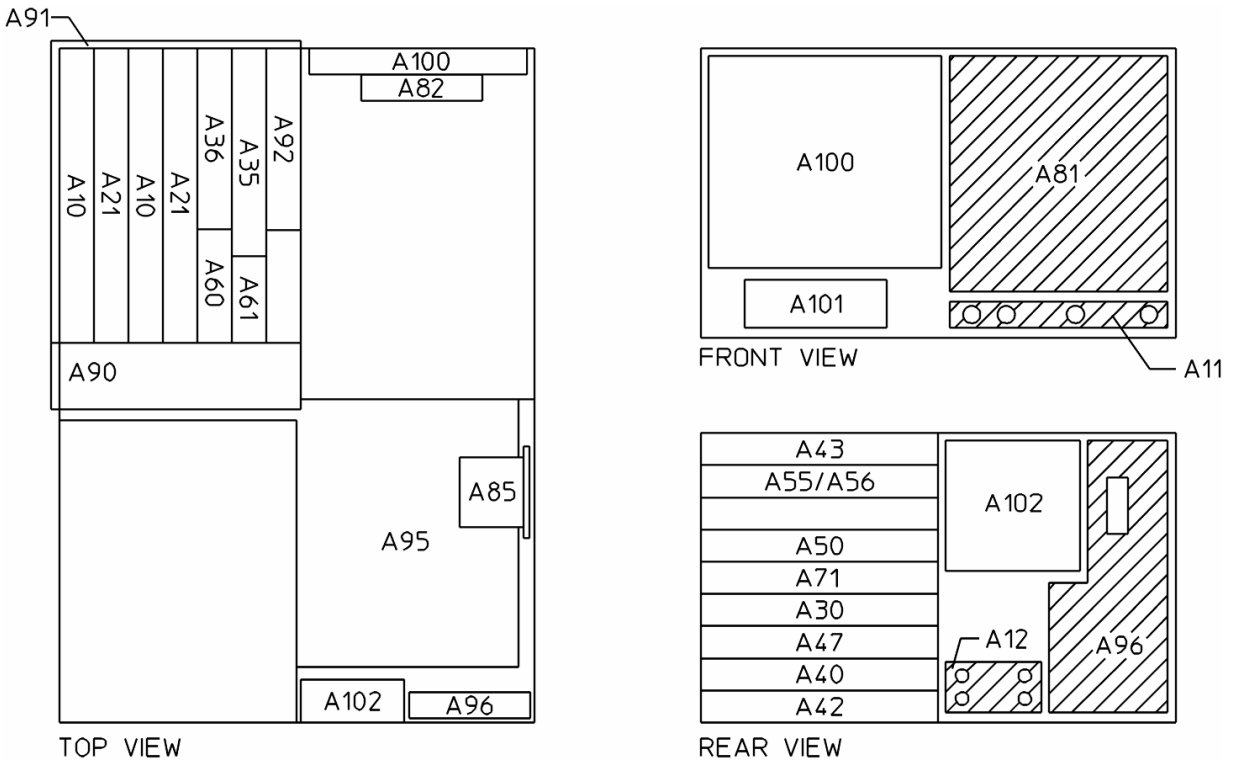 A91
A100
A82
A10
A21
A10
A21
A36
A35
A92
A60
A61
A90
A85
A95
A102
A96
TOP VIEW
A100
A81
A101
A11
FRONT VIEW
A43
A55/A56
A50
A71
A30
A47
A40
A42
A102
A12
A96
REAR VIEW